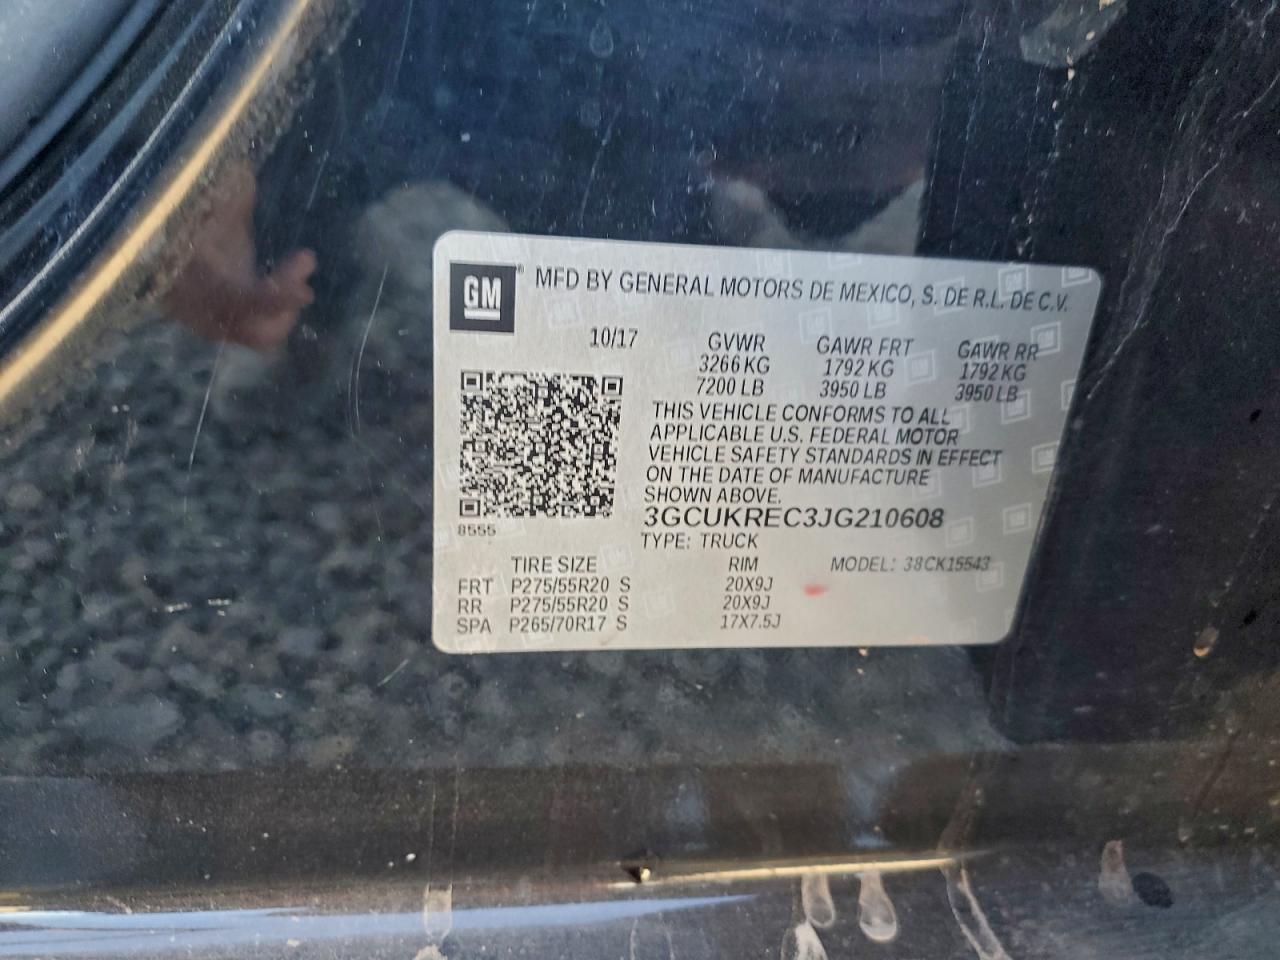 GM ® MFD BY GENERAL MOTORS DE MEXICO, S. DE R.L. DE C.V.
10/17 GVWR GAWR FRT GAWR RR
3266 KG 1792 KG 1792 KG
7200 LB 3950 LB 3950 LB
THIS VEHICLE CONFORMS TO ALL
APPLICABLE U.S. FEDERAL MOTOR
VEHICLE SAFETY STANDARDS IN EFFECT
ON THE DATE OF MANUFACTURE
SHOWN ABOVE.
8555
3GCUKREC3JG210608
TYPE: TRUCK
TIRE SIZE RIM MODEL: 38CK15543
FRT P275/55R20 S 20X9J
RR P275/55R20 S 20X9J
SPA P265/70R17 S 17X7.5J